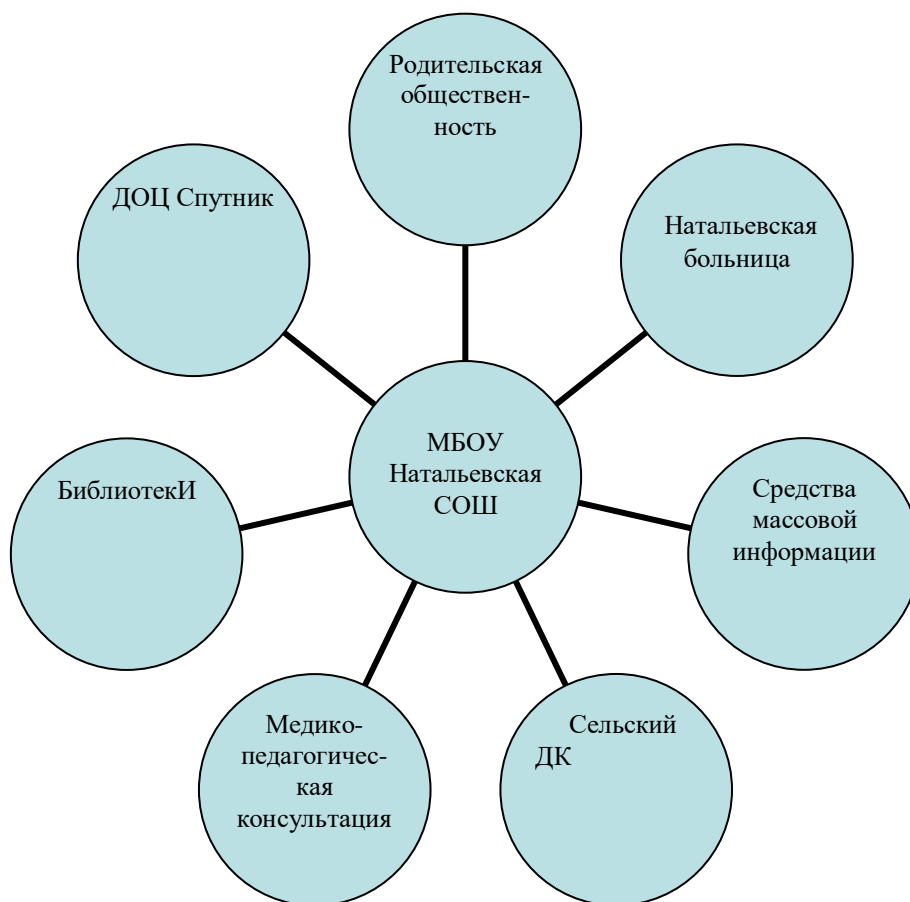 Родительская
обществен-
ность
ДОЦ Спутник
Натальевская
больница
МБОУ
Натальевская
СОШ
БиблиотекИ
Средства
массовой
информации
Медико-
педагогичес-
кая
консультация
Сельский
ДК